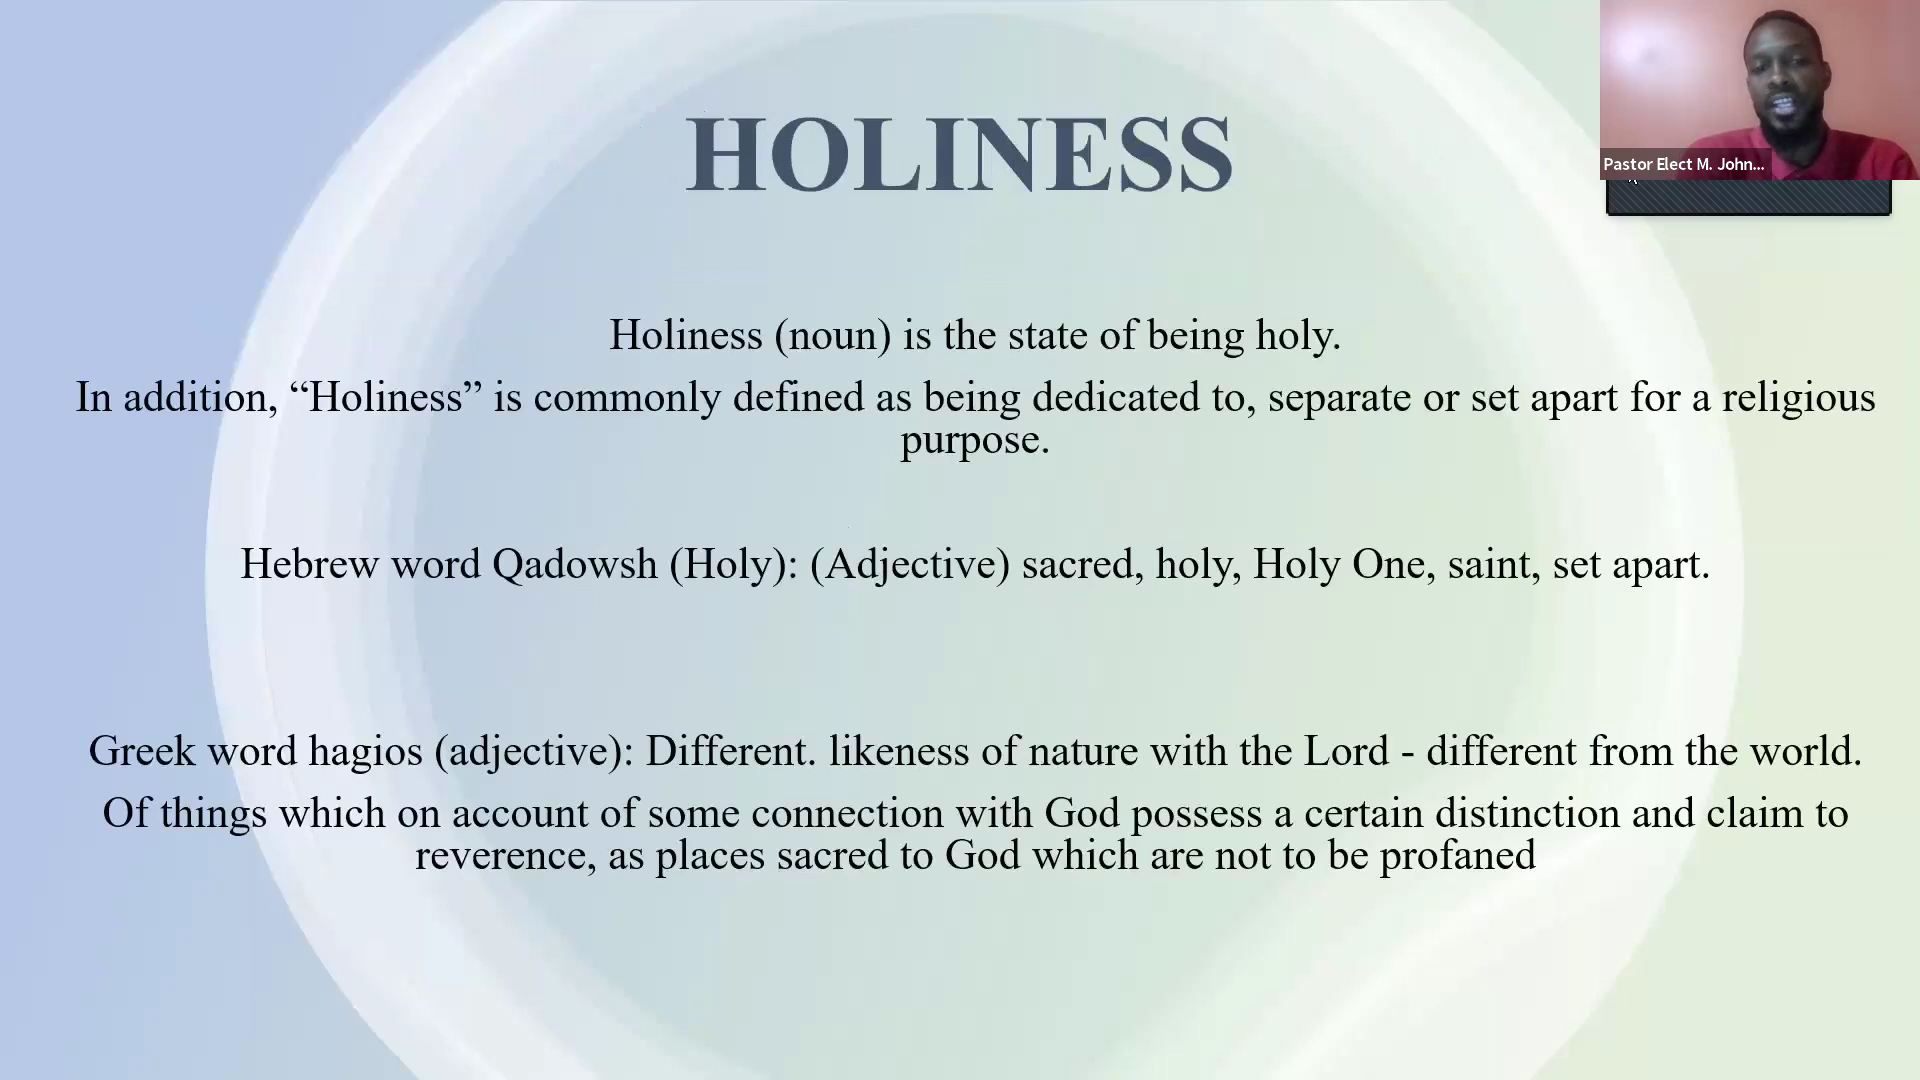 HOLINESS
Pastor Elect M. John...
Holiness (noun) is the state of being holy.
In addition, “Holiness” is commonly defined as being dedicated to, separate or set apart for a religious
purpose.
Hebrew word Qadowsh (Holy): (Adjective) sacred, holy, Holy One, saint, set apart.
Greek word hagios (adjective): Different. likeness of nature with the Lord - different from the world.
Of things which on account of some connection with God possess a certain distinction and claim to
reverence, as places sacred to God which are not to be profaned